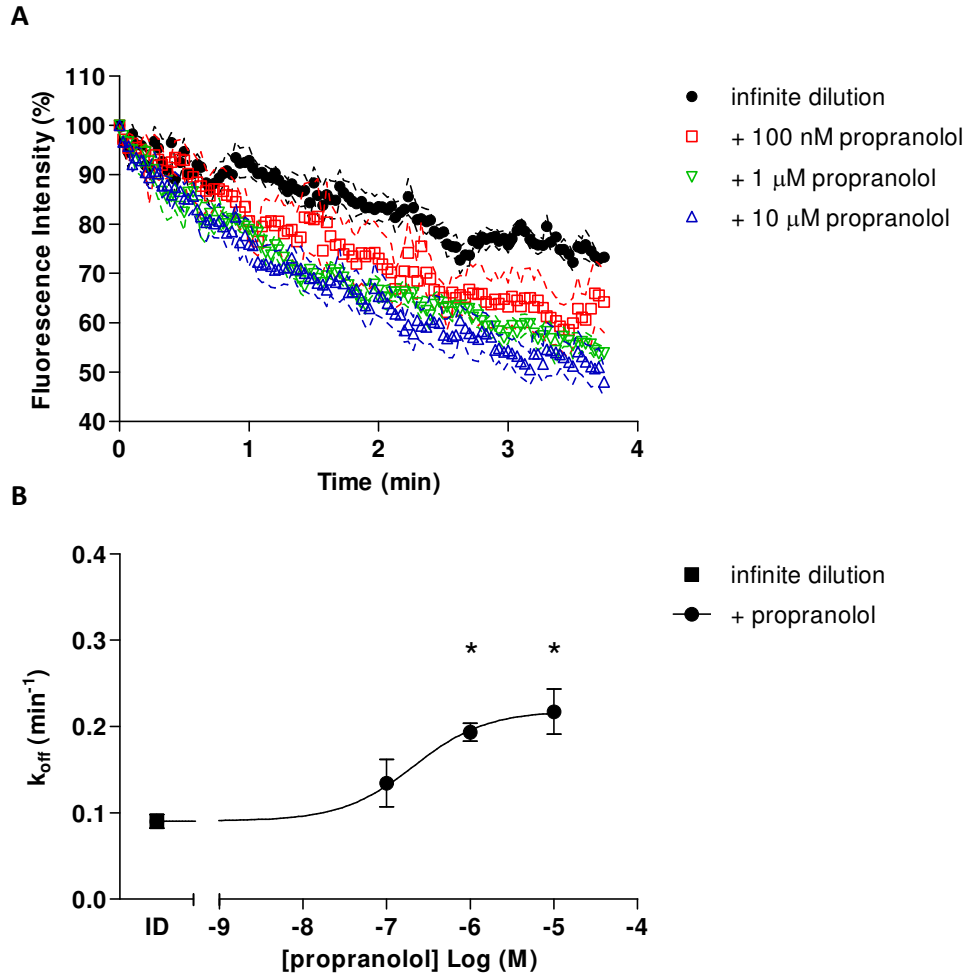 A
Fluorescence Intensity (%)
110
100
90
80
70
60
50
40
0 1 2 3 4
Time (min)
infinite dilution
+ 100 nM propranolol
+ 1 μM propranolol
+ 10 μM propranolol
B
k_off (min⁻¹)
0.4
0.3
0.2
0.1
0.0
* *
ID -9 -8 -7 -6 -5 -4
[propranolol] Log (M)
infinite dilution
+ propranolol